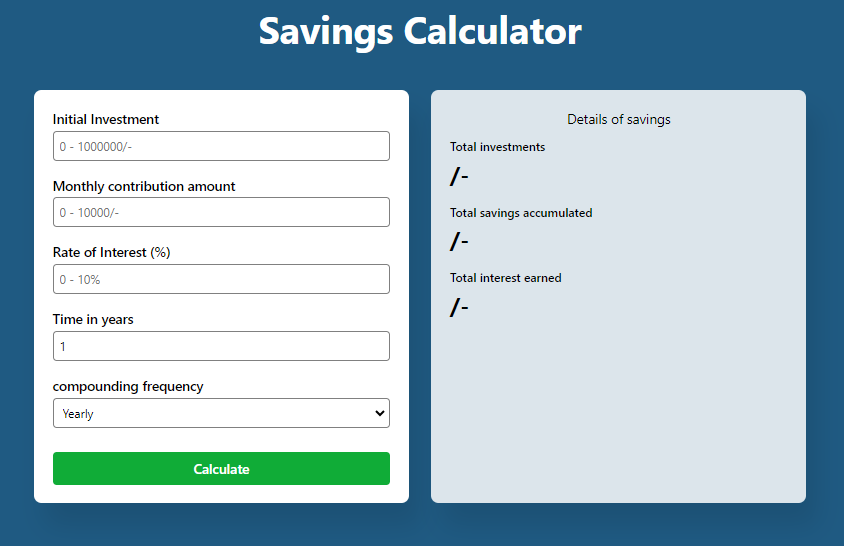 Savings Calculator
Initial Investment
0 - 1000000/-
Monthly contribution amount
0 - 10000/-
Rate of Interest (%)
0 - 10%
Time in years
1
compounding frequency
Yearly
Calculate
Details of savings
Total investments
/-
Total savings accumulated
/-
Total interest earned
/-